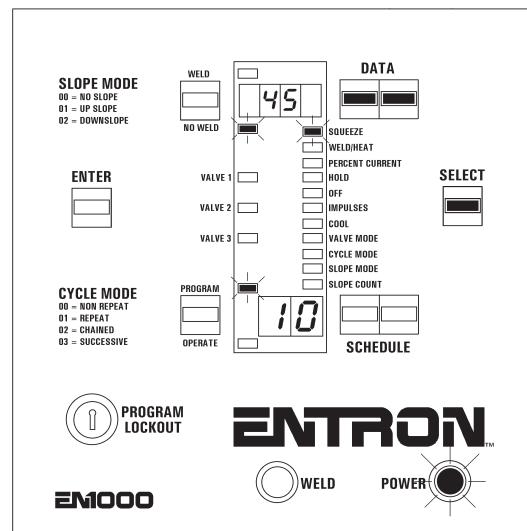 WELD
NO WELD
SLOPE MODE
00 = NO SLOPE
01 = UP SLOPE
02 = DOWNSLOPE
45
DATA
SQUEEZE
WELD/HEAT
PERCENT CURRENT
HOLD
OFF
IMPULSES
COOL
VALVE MODE
CYCLE MODE
SLOPE MODE
SLOPE COUNT
ENTER
VALVE 1
VALVE 2
VALVE 3
SELECT
CYCLE MODE
00 = NON REPEAT
01 = REPEAT
02 = CHAINED
03 = SUCCESSIVE
PROGRAM
OPERATE
10
SCHEDULE
PROGRAM
LOCKOUT
ENTRON™
EN1000
WELD
POWER